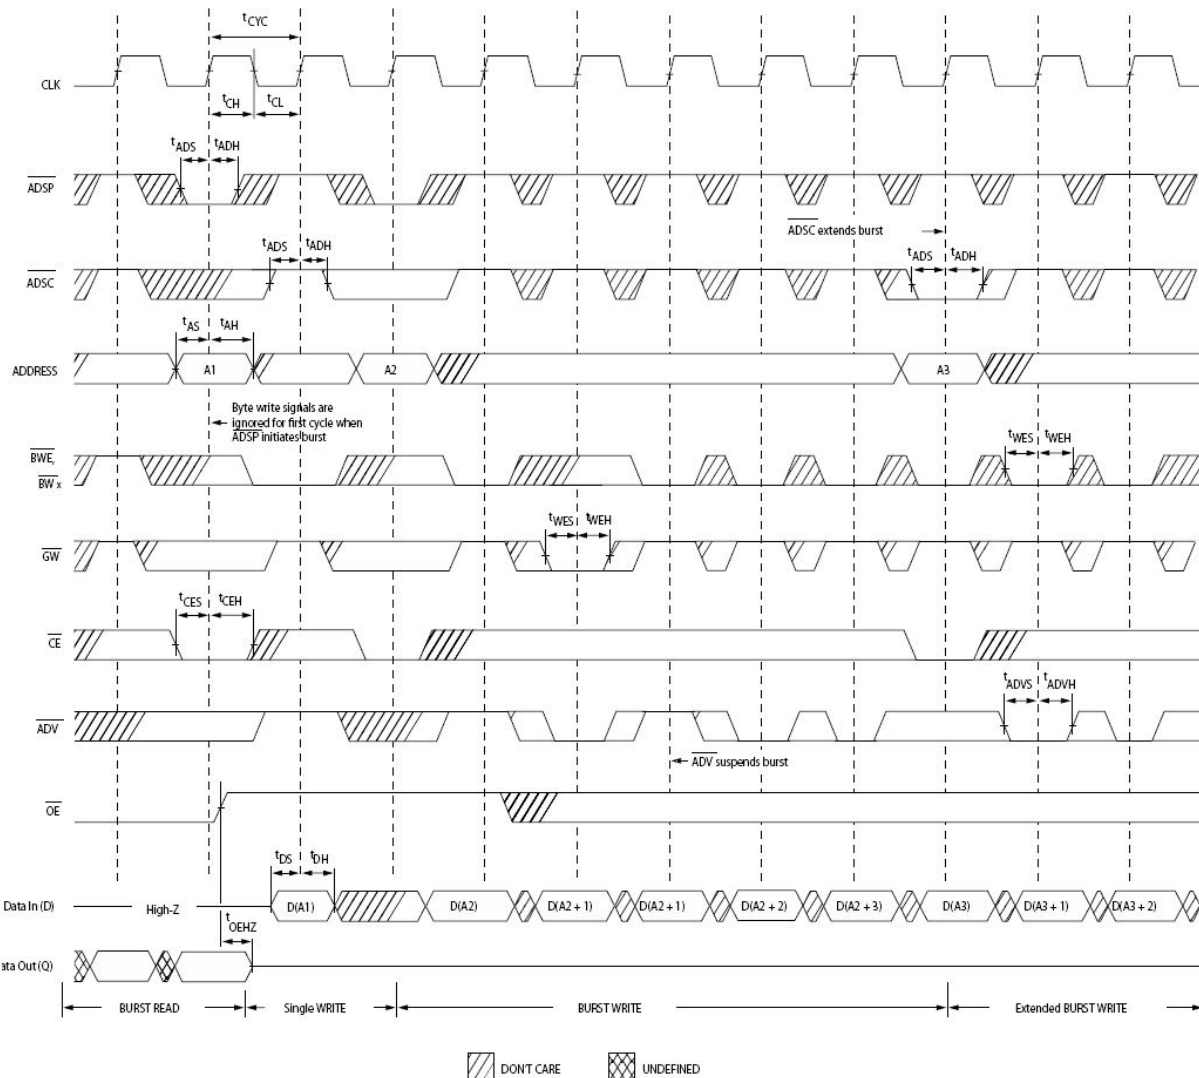 tCYC
CLK
tCH
tCL
tADS
tADH
ADSP
ADSC extends burst
tADS
tADH
tADS
tADH
ADSC
tAS
tAH
ADDRESS
A1
A2
A3
Byte write signals are
ignored for first cycle when
ADSP initiates burst
BWE,
BW x
tWES
tWEH
tWES
tWEH
GW
tCES
tCEH
CE
tADVS
tADVH
ADV
ADV suspends burst
OE
tDS
tDH
Data In (D)
High-Z
D(A1)
D(A2)
D(A2 + 1)
D(A2 + 1)
D(A2 + 2)
D(A2 + 3)
D(A3)
D(A3 + 1)
D(A3 + 2)
tOEHZ
ata Out (Q)
BURST READ
Single WRITE
BURST WRITE
Extended BURST WRITE
DON'T CARE
UNDEFINED